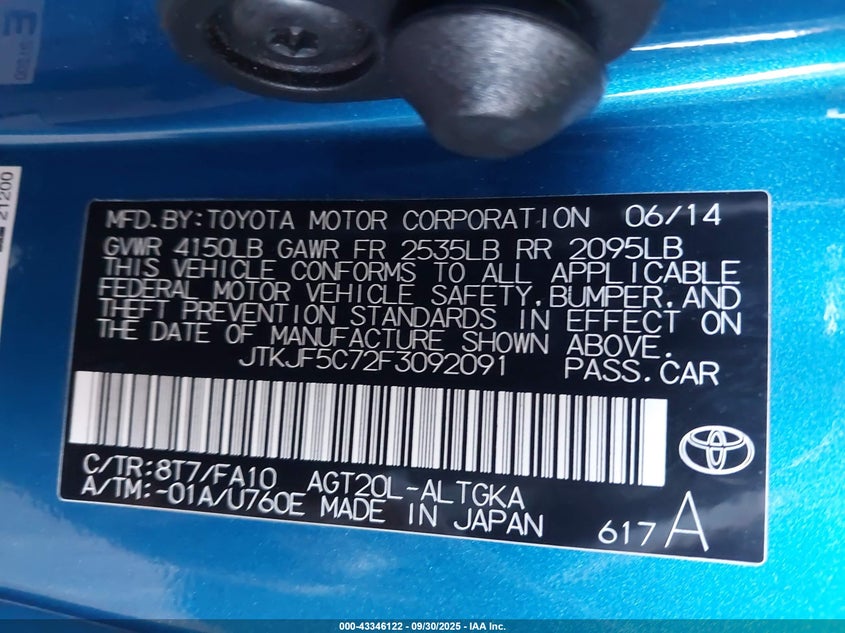 MFD.BY:TOYOTA MOTOR CORPORATION 06/14
GVWR 4150LB GAWR FR 2535LB RR 2095LB
THIS VEHICLE CONFORMS TO ALL APPLICABLE
FEDERAL MOTOR VEHICLE SAFETY,BUMPER,AND
THEFT PREVENTION STANDARDS IN EFFECT ON
THE DATE OF MANUFACTURE SHOWN ABOVE.
JTKJF5C72F3092091 PASS.CAR
C/TR:8T7/FA10 AGT20L-ALTGKA
A/TM:-01A/U760E MADE IN JAPAN
617A
21200
000-43346122 - 09/30/2025 - IAA Inc.